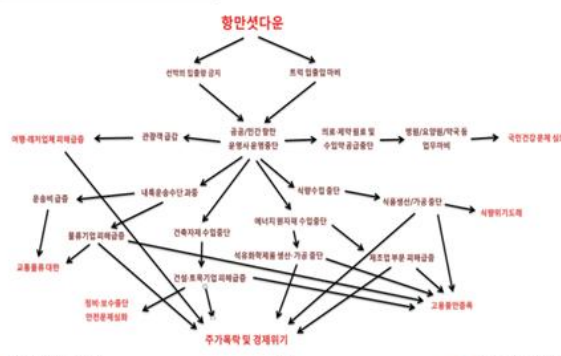 항만셧다운
선박의 입출항 금지
트럭 입출입 마비
여행·레저업체 피해급증
관광객 급감
공공/민간 항만
운영사 운영중단
의료·제약 원료 및
수입약 공급중단
병원/요양원/약국 등
업무마비
국민건강 문제 심화
운송비 급증
내륙운송수단 과중
식량수입 중단
식용생산/가공 중단
식량위기도래
물류기업 피해급증
건축자재 수입중단
에너지 원자재 수입중단
교통물류 대란
석유화학제품 생산·가공 중단
제조업 부문 피해급증
건설·토목기업 피해급증
정비·보수중단
안전문제심화
고용불안증폭
주가폭락 및 경제위기